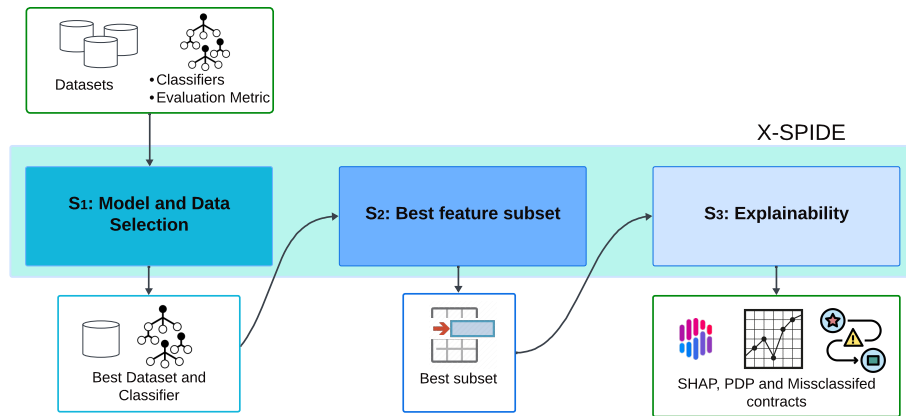 Datasets
•Classifiers
•Evaluation Metric
X-SPIDE
S1: Model and Data
Selection
S2: Best feature subset
S3: Explainability
Best Dataset and
Classifier
Best subset
SHAP, PDP and Missclassifed
contracts